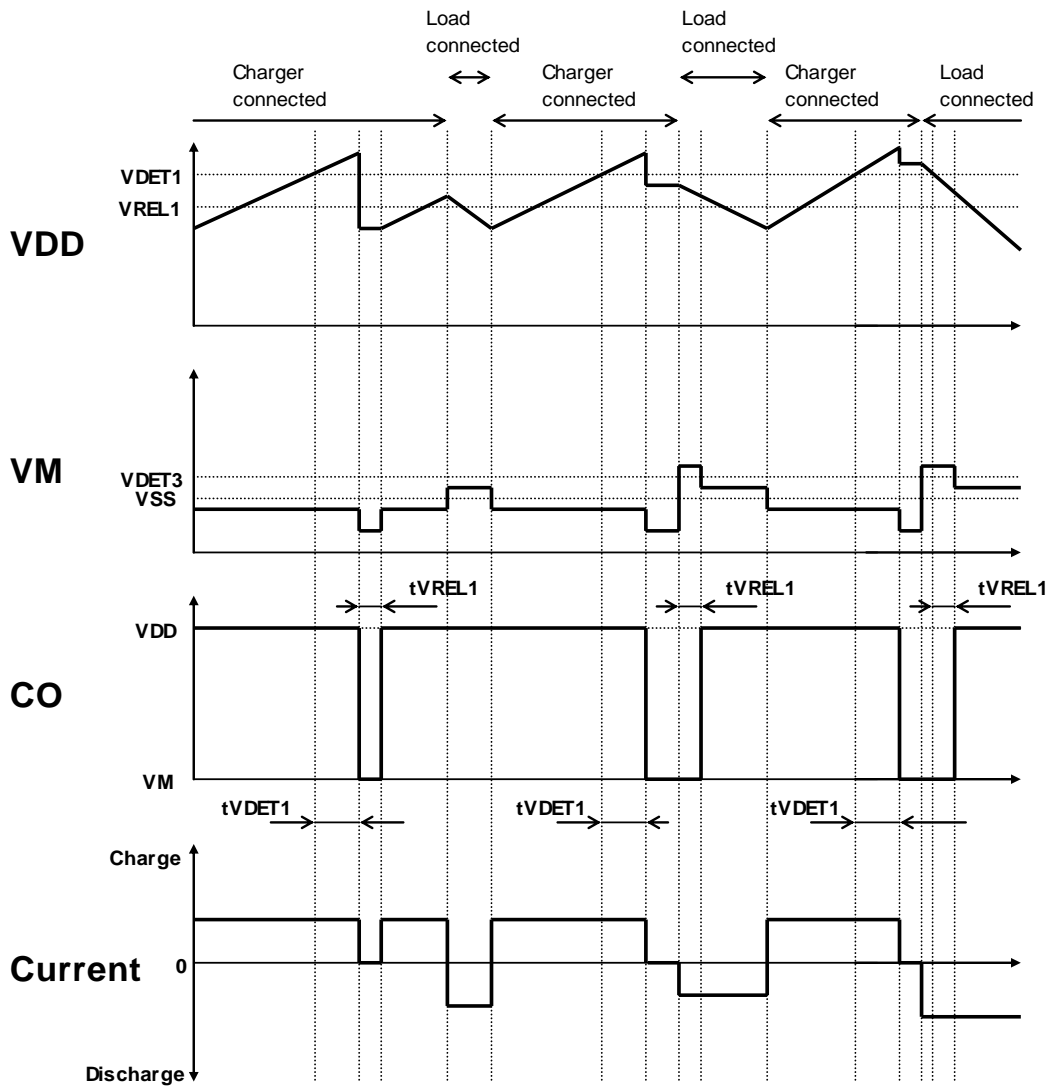 Load
connected
Load
connected
Charger
connected
Charger
connected
Charger
connected
Load
connected
VDET1
VREL1
VDD
VM
VDET3
VSS
tVREL1
tVREL1
tVREL1
VDD
CO
VM
tVDET1
tVDET1
tVDET1
Charge
Current
0
Discharge